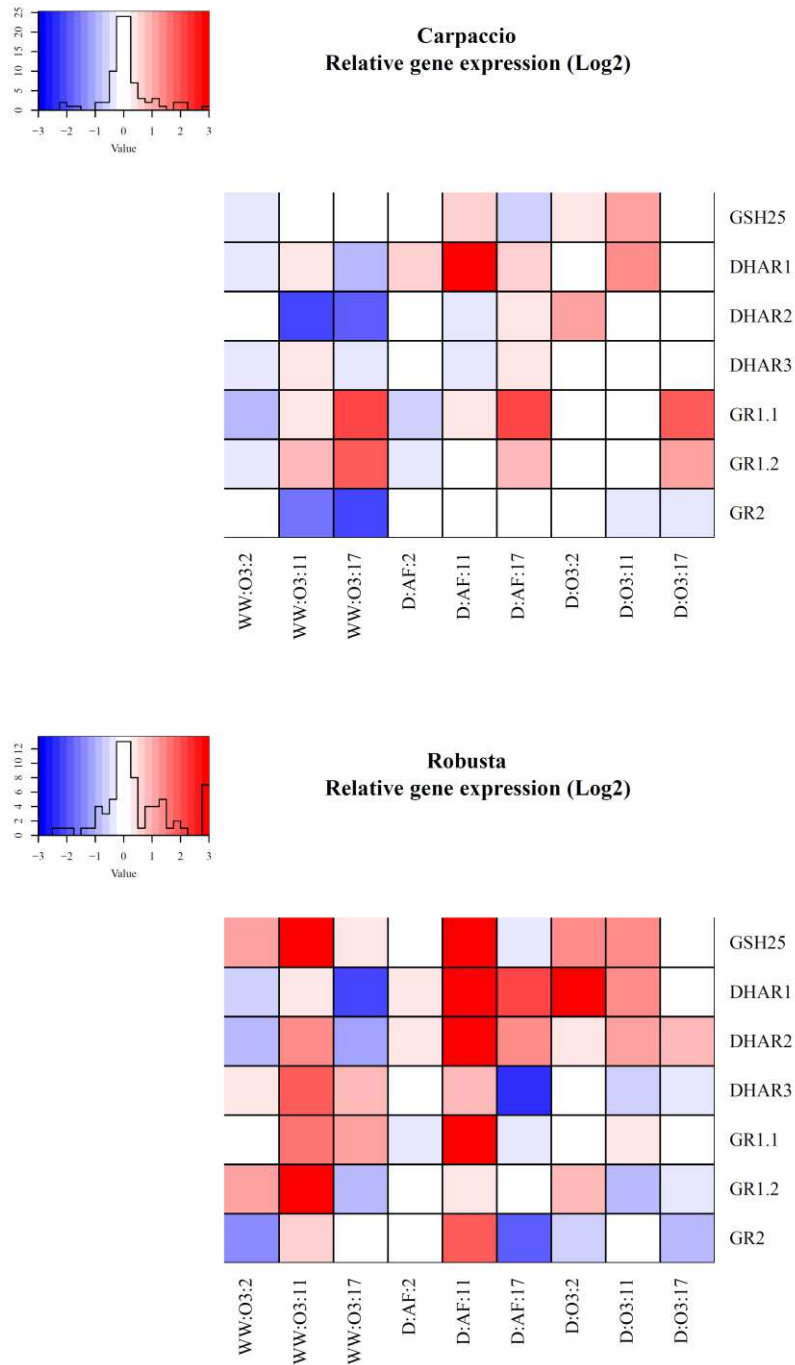 Carpaccio
Relative gene expression (Log2)
0 5 10 15 20 25
−3 −2 −1 0 1 2 3
Value
GSH25
DHAR1
DHAR2
DHAR3
GR1.1
GR1.2
GR2
WW:O3:2 WW:O3:11 WW:O3:17 D:AF:2 D:AF:11 D:AF:17 D:O3:2 D:O3:11 D:O3:17
Robusta
Relative gene expression (Log2)
0 2 4 6 8 10 12
−3 −2 −1 0 1 2 3
Value
GSH25
DHAR1
DHAR2
DHAR3
GR1.1
GR1.2
GR2
WW:O3:2 WW:O3:11 WW:O3:17 D:AF:2 D:AF:11 D:AF:17 D:O3:2 D:O3:11 D:O3:17